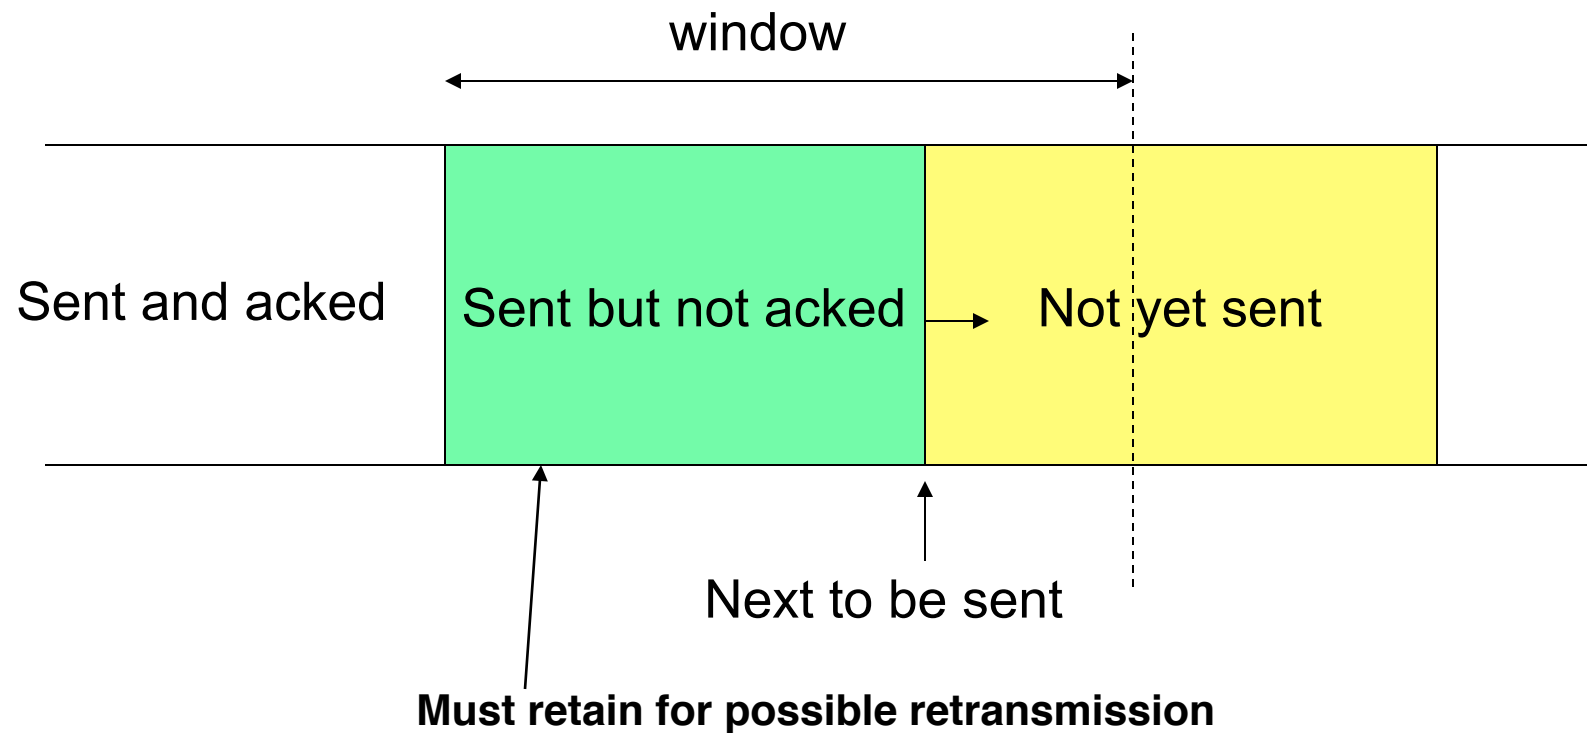 window
Sent and acked
Sent but not acked
Not yet sent
Next to be sent
Must retain for possible retransmission